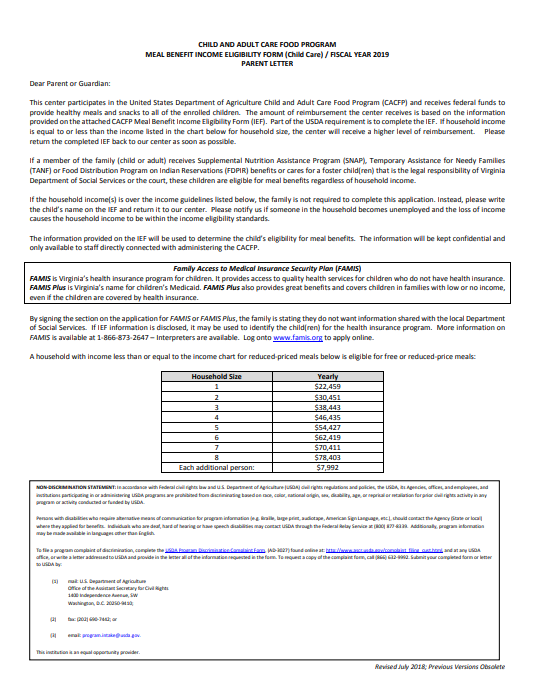 CHILD AND ADULT CARE FOOD PROGRAM
MEAL BENEFIT INCOME ELIGIBILITY FORM (Child Care) / FISCAL YEAR 2019
PARENT LETTER
Dear Parent or Guardian:
This center participates in the United States Department of Agriculture Child and Adult Care Food Program (CACFP) and receives federal funds to
provide healthy meals and snacks to all of the enrolled children. The amount of reimbursement the center receives is based on the information
provided on the attached CACFP Meal Benefit Income Eligibility Form (IEF). Part of the USDA requirement is to complete the IEF. If household income
is equal to or less than the income listed in the chart below for household size, the center will receive a higher level of reimbursement. Please
return the completed IEF back to our center as soon as possible.
If a member of the family (child or adult) receives Supplemental Nutrition Assistance Program (SNAP), Temporary Assistance for Needy Families
(TANF) or Food Distribution Program on Indian Reservations (FDPIR) benefits or cares for a foster child(ren) that is the legal responsibility of Virginia
Department of Social Services or the court, these children are eligible for meal benefits regardless of household income.
If the household income(s) is over the income guidelines listed below, the family is not required to complete this application. Instead, please write
the child's name on the IEF and return it to our center. Please notify us if someone in the household becomes unemployed and the loss of income
causes the household income to be within the income eligibility standards.
The information provided on the IEF will be used to determine the child's eligibility for meal benefits. The information will be kept confidential and
only available to staff directly connected with administering the CACFP.
Family Access to Medical Insurance Security Plan (FAMIS)
FAMIS is Virginia's health insurance program for children. It provides access to quality health services for children who do not have health insurance.
FAMIS Plus is Virginia's name for children's Medicaid. FAMIS Plus also provides great benefits and covers children in families with low or no income,
even if the children are covered by health insurance.
By signing the section on the application for FAMIS or FAMIS Plus, the family is stating they do not want information shared with the local Department
of Social Services. If IEF information is disclosed, it may be used to identify the child(ren) for the health insurance program. More information on
FAMIS is available at 1-866-873-2647 – Interpreters are available. Log onto www.famis.org to apply online.
A household with income less than or equal to the income chart for reduced-priced meals below is eligible for free or reduced-price meals:
Household Size Yearly
1 $22,459
2 $30,451
3 $38,443
4 $46,435
5 $54,427
6 $62,419
7 $70,411
8 $78,403
Each additional person: $7,992
NON-DISCRIMINATION STATEMENT: In accordance with Federal civil rights law and U.S. Department of Agriculture (USDA) civil rights regulations and policies, the USDA, its Agencies, offices, and employees, and
institutions participating in or administering USDA programs are prohibited from discriminating based on race, color, national origin, sex, disability, age, or reprisal or retaliation for prior civil rights activity in any
program or activity conducted or funded by USDA.
Persons with disabilities who require alternative means of communication for program information (e.g. Braille, large print, audiotape, American Sign Language, etc.), should contact the Agency (State or local)
where they applied for benefits. Individuals who are deaf, hard of hearing or have speech disabilities may contact USDA through the Federal Relay Service at (800) 877-8339. Additionally, program information
may be made available in languages other than English.
To file a program complaint of discrimination, complete the USDA Program Discrimination Complaint Form, (AD-3027) found online at: http://www.ascr.usda.gov/complaint_filing_cust.html, and at any USDA
office, or write a letter addressed to USDA and provide in the letter all of the information requested in the form. To request a copy of the complaint form, call (866) 632-9992. Submit your completed form or letter
to USDA by:
(1) mail: U.S. Department of Agriculture
Office of the Assistant Secretary for Civil Rights
1400 Independence Avenue, SW
Washington, D.C. 20250-9410;
(2) fax: (202) 690-7442; or
(3) email: program.intake@usda.gov.
This institution is an equal opportunity provider.
Revised July 2018; Previous Versions Obsolete